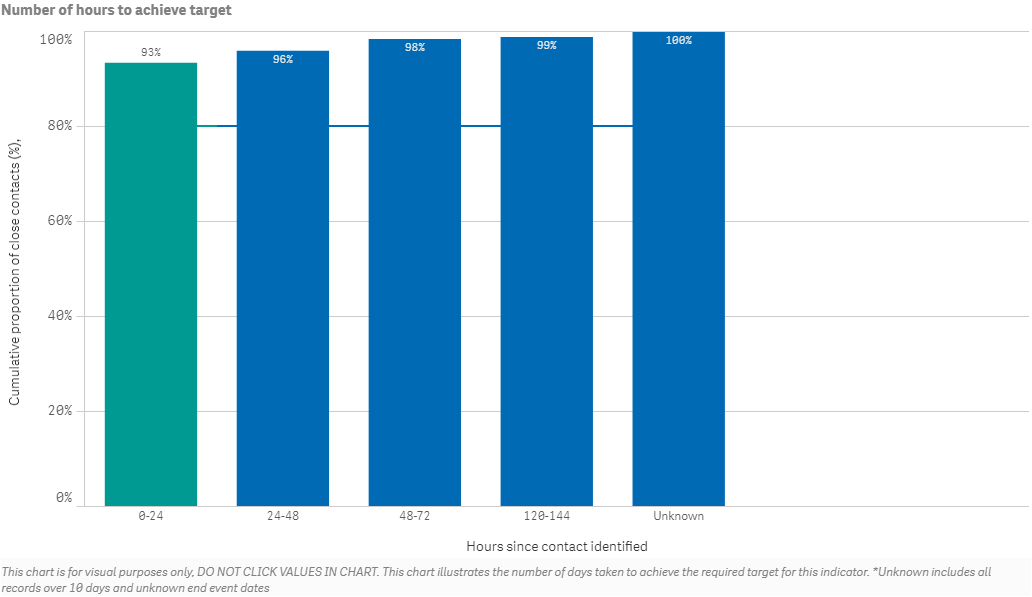 Number of hours to achieve target
Cumulative proportion of close contacts (%),
100%
80%
60%
40%
20%
0%
93%
96%
98%
99%
100%
0-24
24-48
48-72
120-144
Unknown
Hours since contact identified
This chart is for visual purposes only, DO NOT CLICK VALUES IN CHART. This chart illustrates the number of days taken to achieve the required target for this indicator. *Unknown includes all
records over 10 days and unknown end event dates